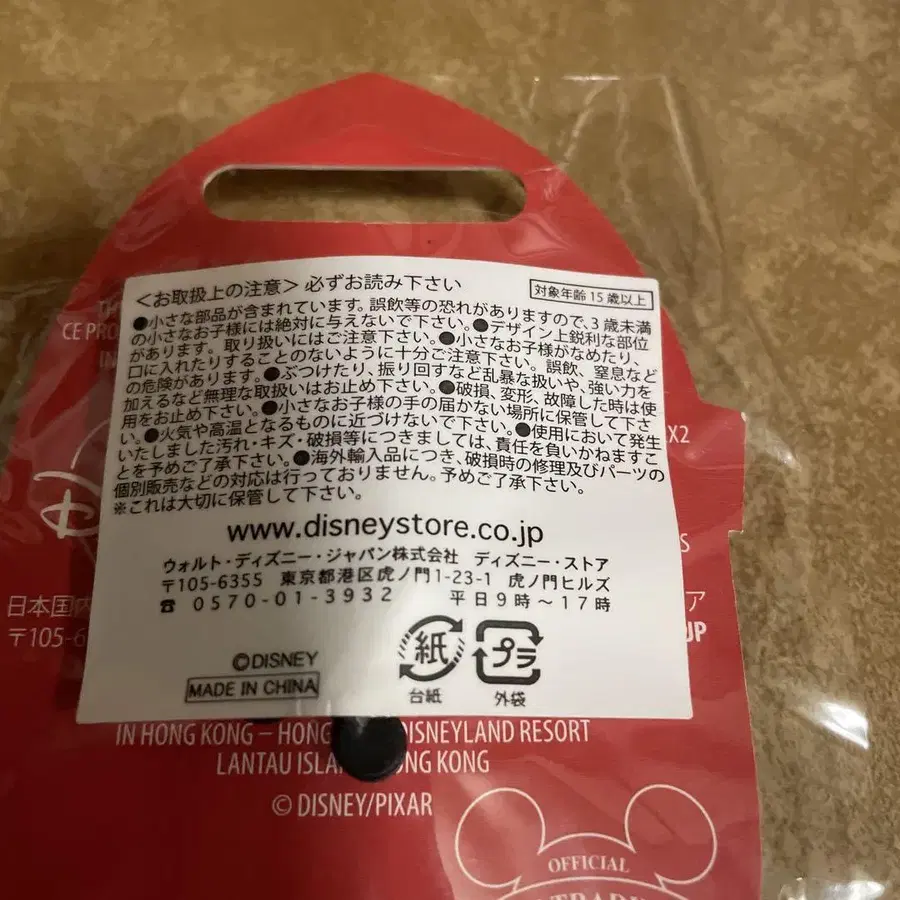 TH
CE PRO
IN
＜お取扱上の注意＞必ずお読み下さい
対象年齢15歳以上
●小さな部品が含まれています。誤飲等の恐れがありますので、3歳未満
の小さなお子様には絶対に与えないで下さい。●デザイン上鋭利な部位
があります。取り扱いにはご注意下さい。●小さなお子様がなめたり、
口に入れたりすることのないように十分ご注意下さい。誤飲、窒息など
の危険があります。●ぶつけたり、振り回すなど乱暴な扱いや、強い力を
加えるなど無理な取扱いはお止め下さい。●破損、変形、故障した時は使
用をお止め下さい。●小さなお子様の手の届かない場所に保管して下さ
い。●火気や高温となるものに近づけないで下さい。●使用において発生
いたしました汚れ・キズ・破損等につきましては、責任を負いかねますこ
とを予めご了承下さい。●海外輸入品につき、破損時の修理及びパーツの
個別販売などの対応は行っておりません。予めご了承下さい。
※これは大切に保管して下さい。
X2
www.disneystore.co.jp
ウォルト・ディズニー・ジャパン株式会社 ディズニー・ストア
〒105-6355 東京都港区虎ノ門1-23-1 虎ノ門ヒルズ
☎ 0570-01-3932 平日9時～17時
S
日本国内
ア
〒105-6
UP
©DISNEY
MADE IN CHINA
紙
台紙
プラ
外袋
IN HONG KONG – HONG DISNEYLAND RESORT
LANTAU ISLA ONG KONG
© DISNEY/PIXAR
OFFICIAL